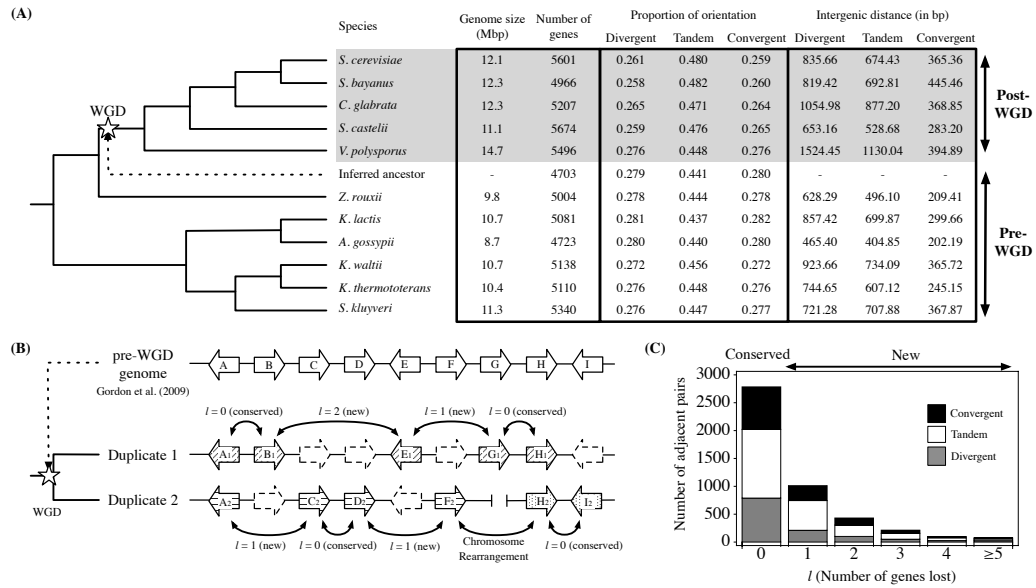 (A)
Species
Genome size (Mbp)
Number of genes
Proportion of orientation
Divergent Tandem Convergent
Intergenic distance (in bp)
Divergent Tandem Convergent
S. cerevisiae 12.1 5601 0.261 0.480 0.259 835.66 674.43 365.36
S. bayanus 12.3 4966 0.258 0.482 0.260 819.42 692.81 445.46
C. glabrata 12.3 5207 0.265 0.471 0.264 1054.98 877.20 368.85
S. castelii 11.1 5674 0.259 0.476 0.265 653.16 528.68 283.20
V. polysporus 14.7 5496 0.276 0.448 0.276 1524.45 1130.04 394.89
Inferred ancestor - 4703 0.279 0.441 0.280 - - -
Z. rouxii 9.8 5004 0.278 0.444 0.278 628.29 496.10 209.41
K. lactis 10.7 5081 0.281 0.437 0.282 857.42 699.87 299.66
A. gossypii 8.7 4723 0.280 0.440 0.280 465.40 404.85 202.19
K. waltii 10.7 5138 0.272 0.456 0.272 923.66 734.09 365.72
K. thermototerans 10.4 5110 0.276 0.448 0.276 744.65 607.12 245.15
S. kluyveri 11.3 5340 0.276 0.447 0.277 721.28 707.88 367.87
WGD
Post-WGD
Pre-WGD
(B)
pre-WGD genome
Gordon et al. (2009)
A B C D E F G H I
l = 0 (conserved) l = 2 (new) l = 1 (new) l = 0 (conserved)
Duplicate 1 A1 B1 E1 G1 H1
WGD
Duplicate 2 A2 C2 D2 F2 H2 I2
l = 1 (new) l = 0 (conserved) l = 1 (new) Chromosome Rearrangement l = 0 (conserved)
(C)
Conserved New
Number of adjacent pairs
3000
2500
2000
1500
1000
500
0
Convergent
Tandem
Divergent
0 1 2 3 4 ≥5
l (Number of genes lost)